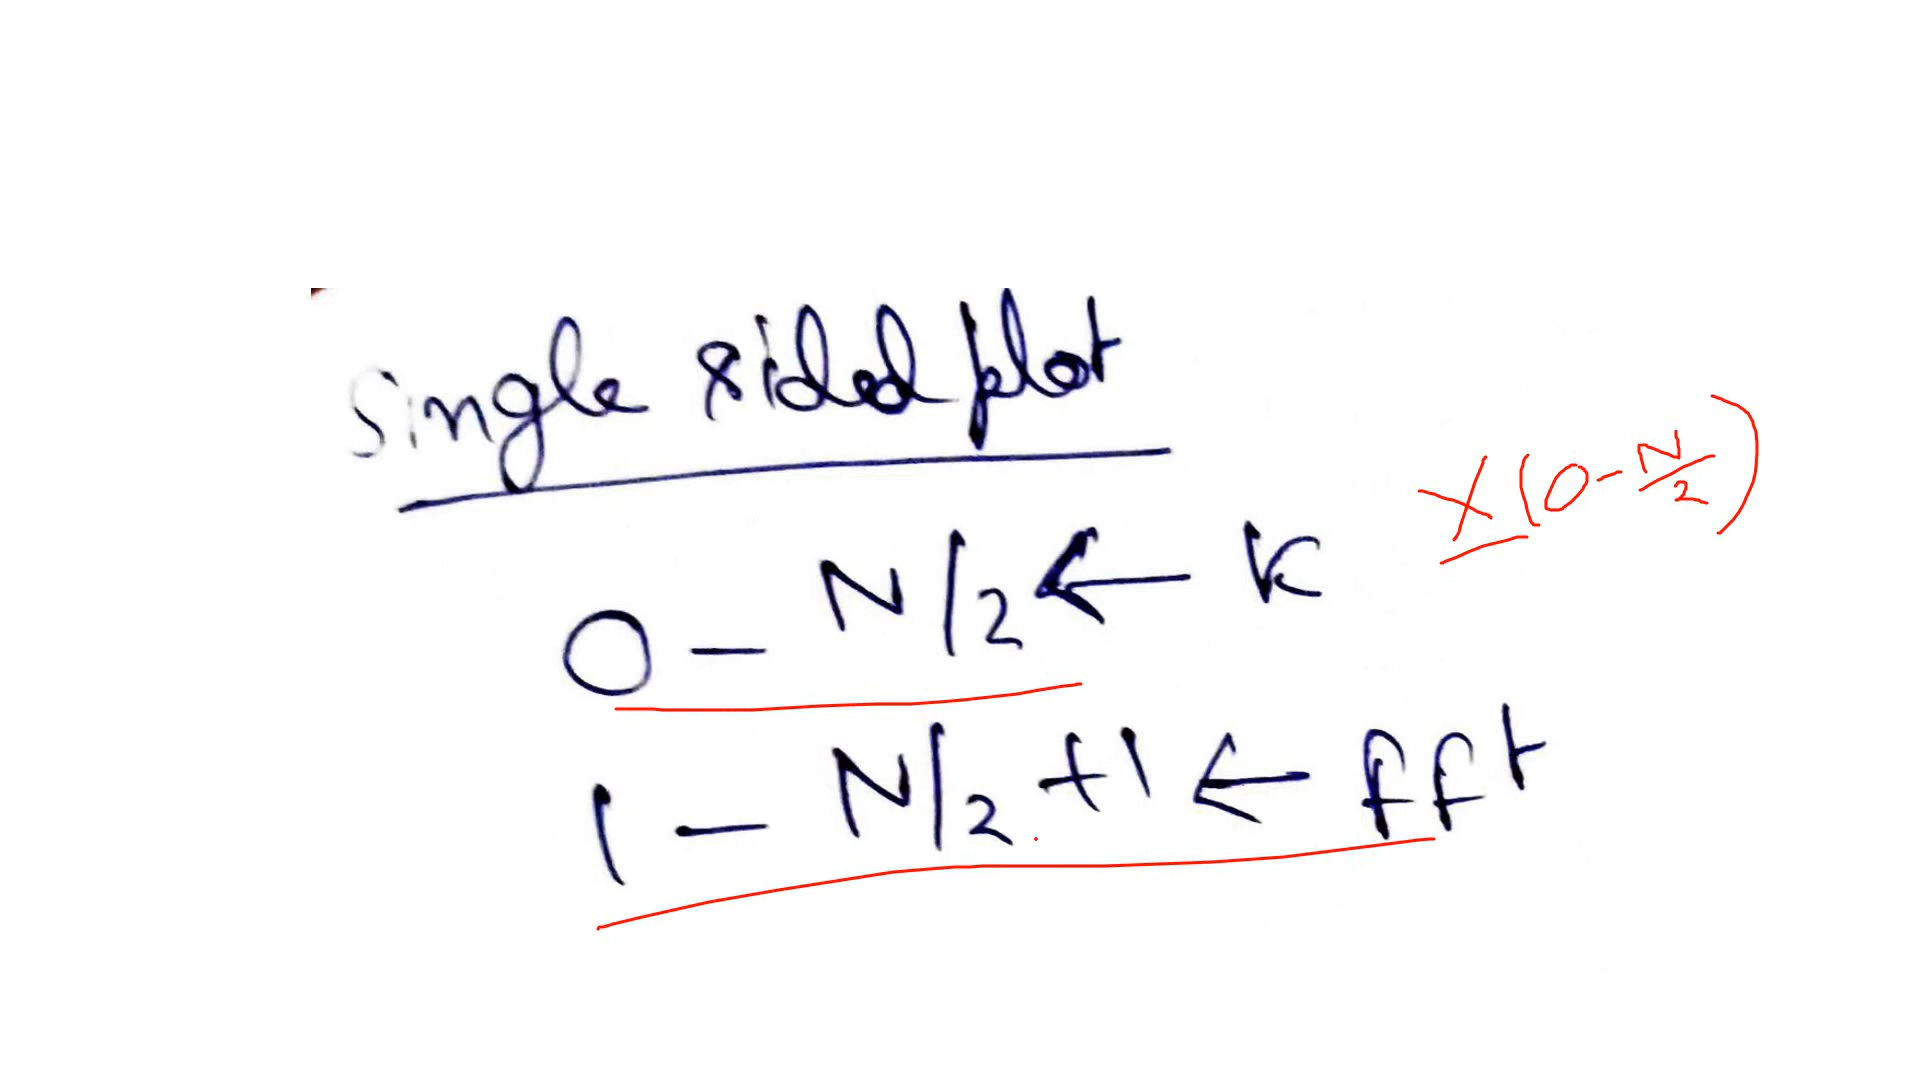 Single sided plot
X(0-N/2)
0 - N/2 ← K
1 - N/2 +1 ← fft